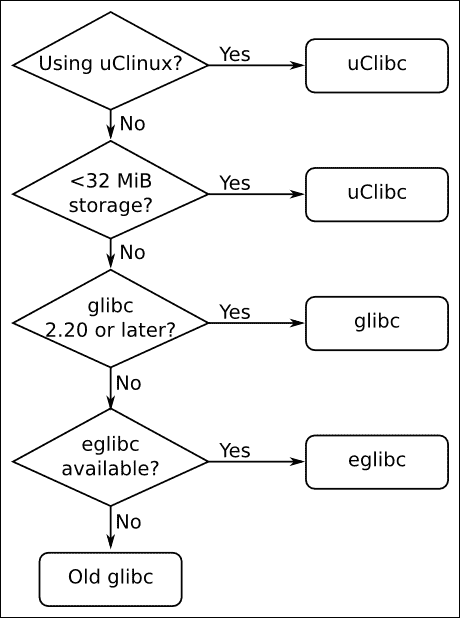 Using uClinux?
Yes
uClibc
No
<32 MiB
storage?
Yes
uClibc
No
glibc
2.20 or later?
Yes
glibc
No
eglibc
available?
Yes
eglibc
No
Old glibc